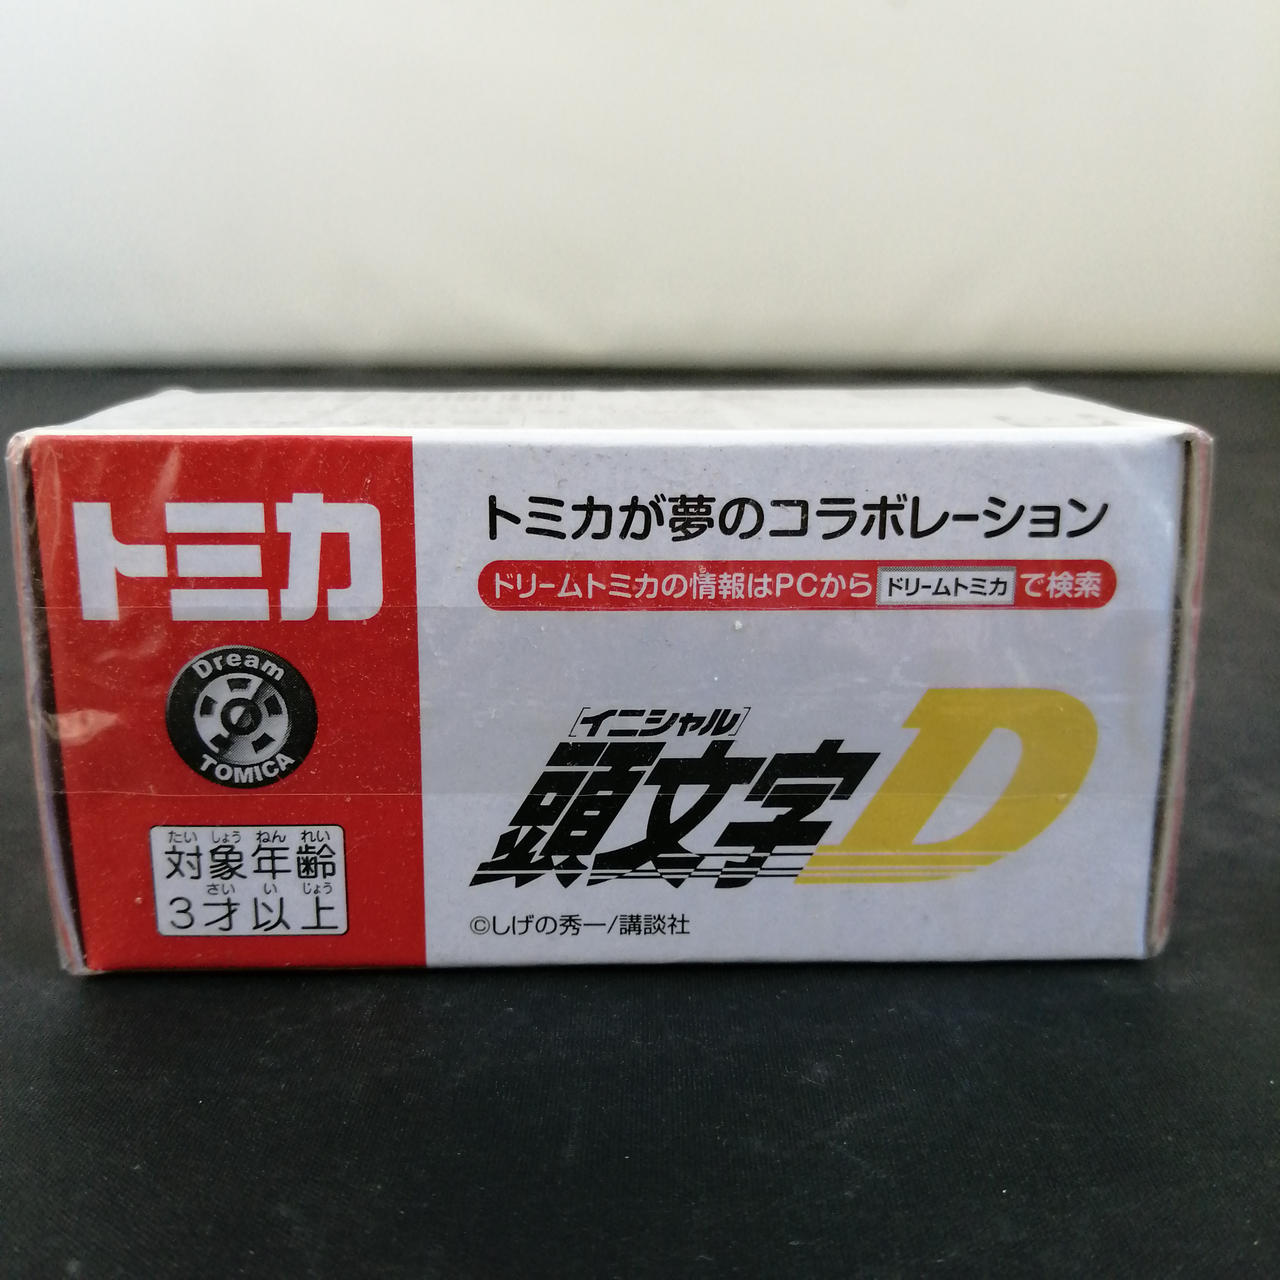 トミカ
Dream
TOMICA
たいしょうねんれい
対象年齢
さいいじょう
3才以上
トミカが夢のコラボレーション
ドリームトミカの情報はPCから ドリームトミカ で検索
[イニシャル]
頭文字D
©しげの秀一/講談社